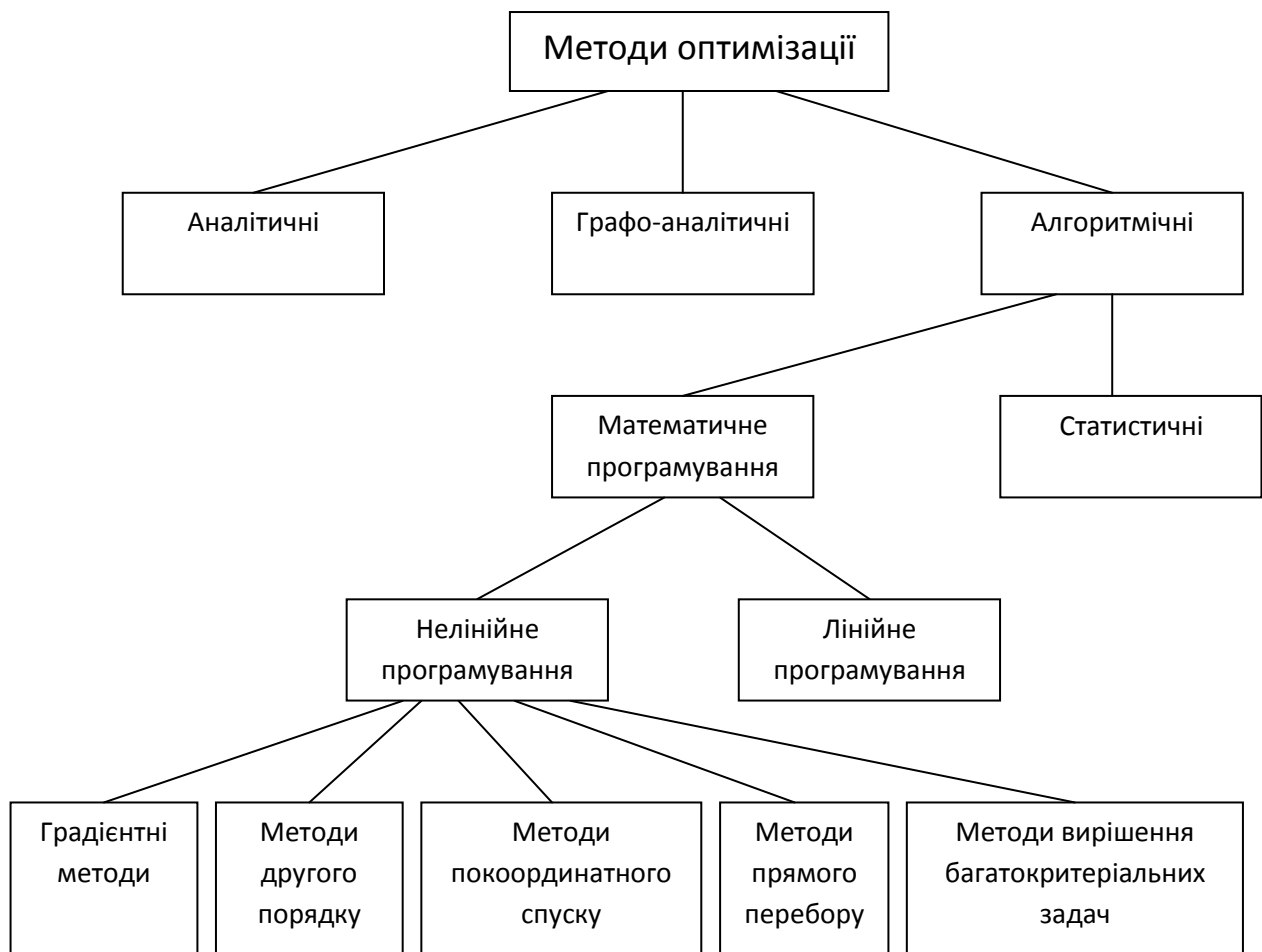 Методи оптимізації
Аналітичні
Графо-аналітичні
Алгоритмічні
Математичне
програмування
Статистичні
Нелінійне
програмування
Лінійне
програмування
Градієнтні
методи
Методи
другого
порядку
Методи
покоординатного
спуску
Методи
прямого
перебору
Методи вирішення
багатокритеріальних
задач